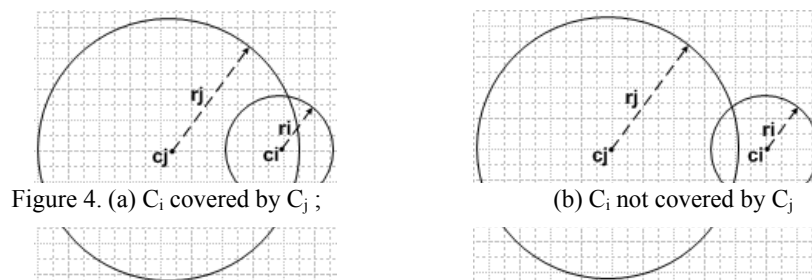 rj
ri
cj
ci
rj
ri
cj
ci
Figure 4. (a) Ci covered by Cj ;
(b) Ci not covered by Cj